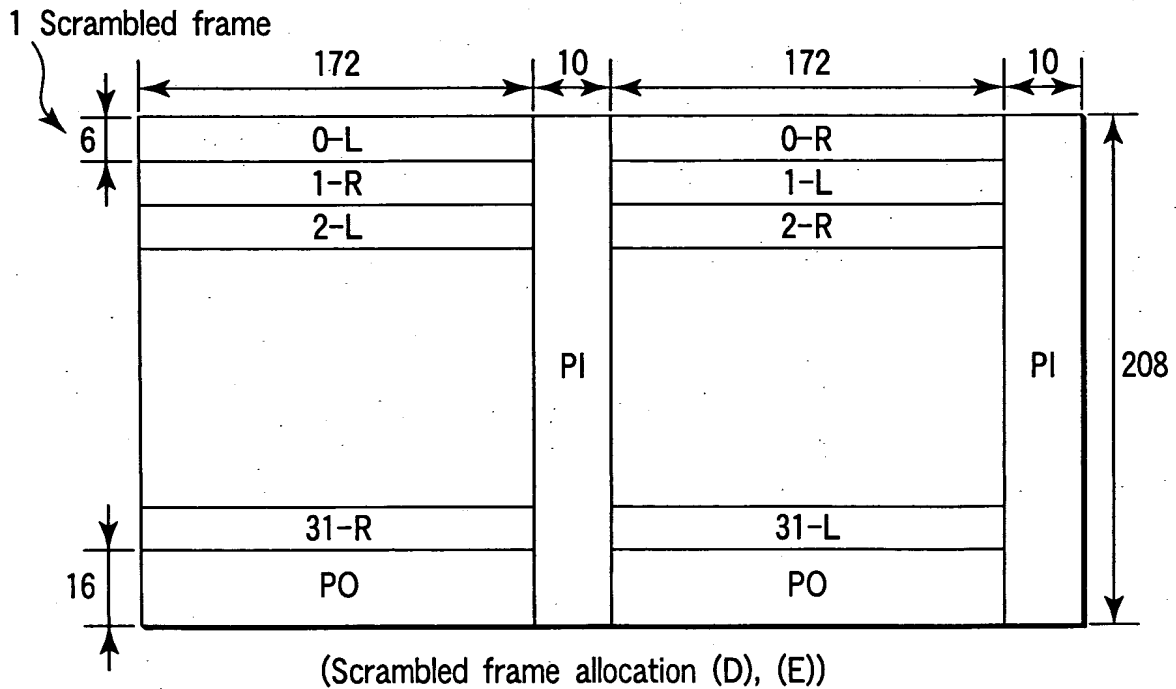 1 Scrambled frame
172 10 172 10
6 0-L 0-R
1-R 1-L
2-L 2-R
PI PI 208
31-R 31-L
16 PO PO
(Scrambled frame allocation (D), (E))